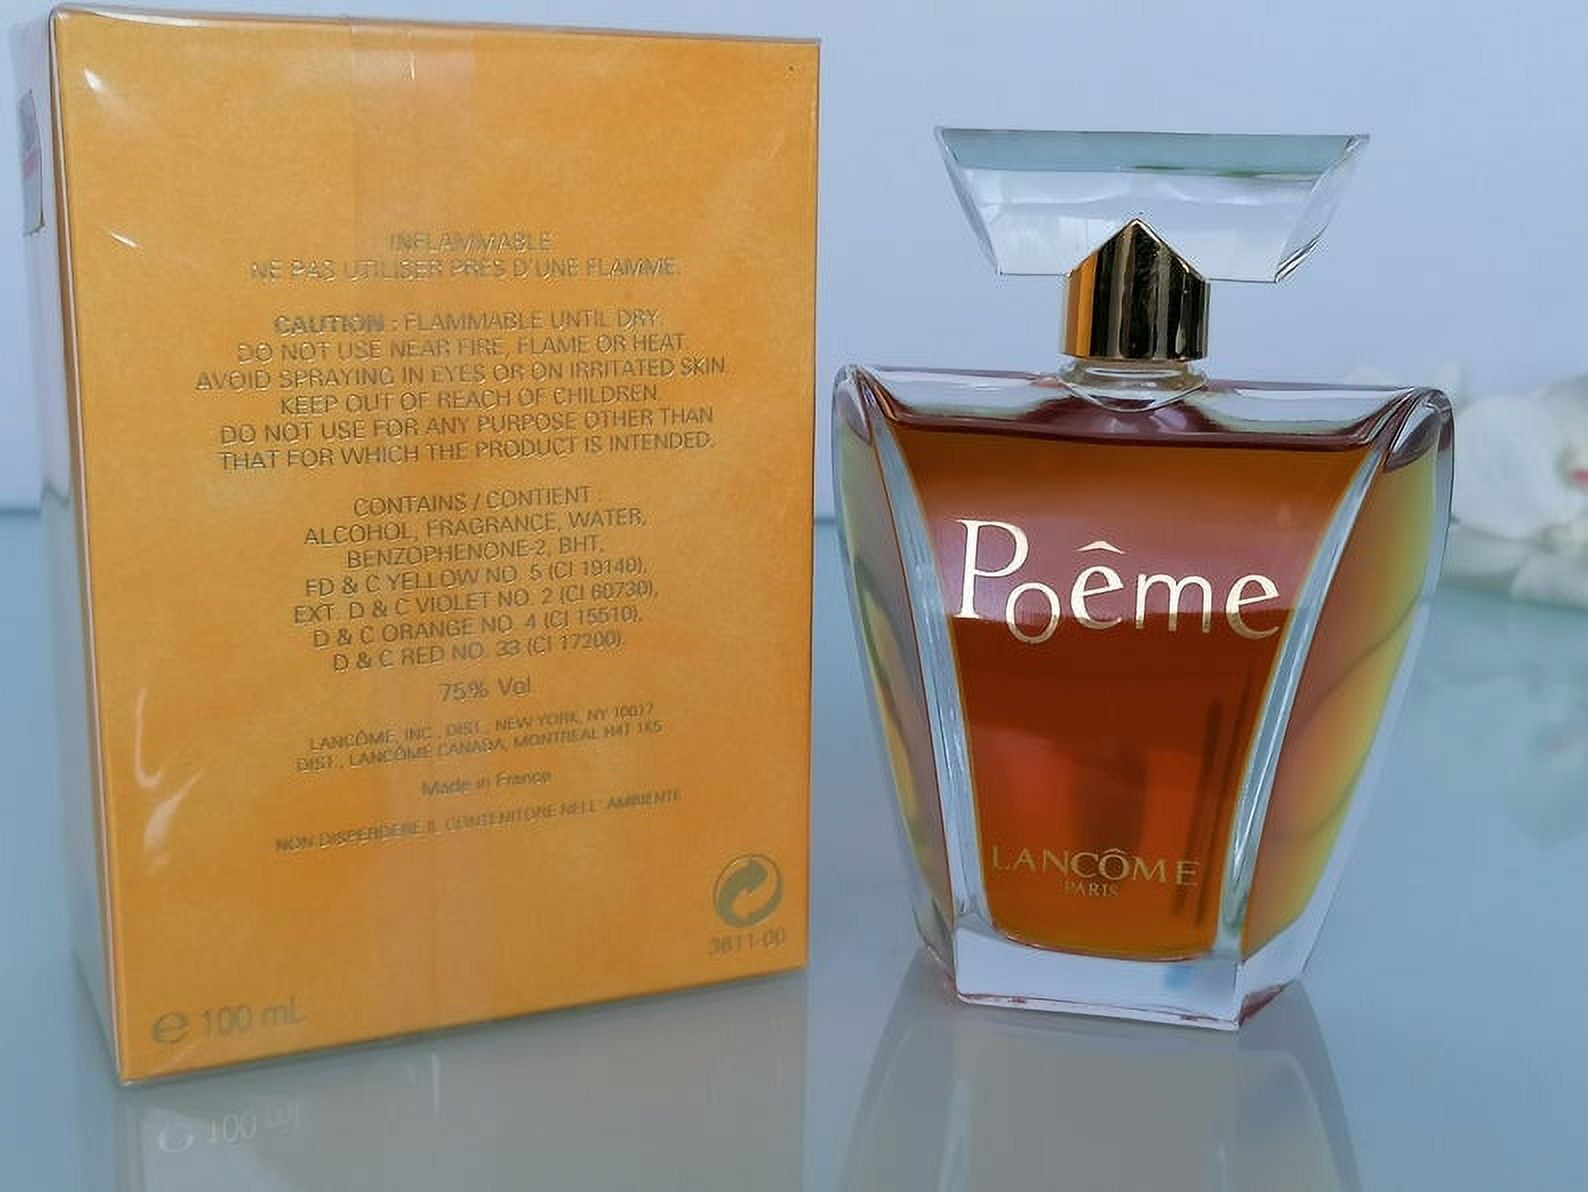 INFLAMMABLE
NE PAS UTILISER PRÈS D'UNE FLAMME.
CAUTION : FLAMMABLE UNTIL DRY.
DO NOT USE NEAR FIRE, FLAME OR HEAT.
AVOID SPRAYING IN EYES OR ON IRRITATED SKIN.
KEEP OUT OF REACH OF CHILDREN.
DO NOT USE FOR ANY PURPOSE OTHER THAN
THAT FOR WHICH THE PRODUCT IS INTENDED.
CONTAINS / CONTIENT :
ALCOHOL, FRAGRANCE, WATER,
BENZOPHENONE-2, BHT,
FD & C YELLOW NO. 5 (CI 19140),
EXT. D & C VIOLET NO. 2 (CI 60730),
D & C ORANGE NO. 4 (CI 15510),
D & C RED NO. 33 (CI 17200).
75% Vol
LANCÔME, INC., DIST., NEW YORK, NY 10017
DIST., LANCÔME CANADA, MONTREAL H4T 1K5
Made in France
NON DISPERDERE IL CONTENITORE NELL' AMBIENTE
3611-00
e 100 mL
Poême
LANCÔME
PARIS